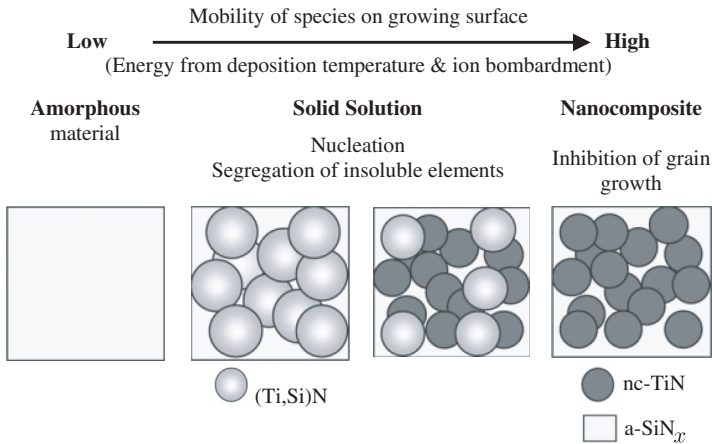 Mobility of species on growing surface
Low
High
(Energy from deposition temperature & ion bombardment)
Amorphous
material
Solid Solution
Nucleation
Segregation of insoluble elements
Nanocomposite
Inhibition of grain
growth
(Ti,Si)N
nc-TiN
a-SiNₓ